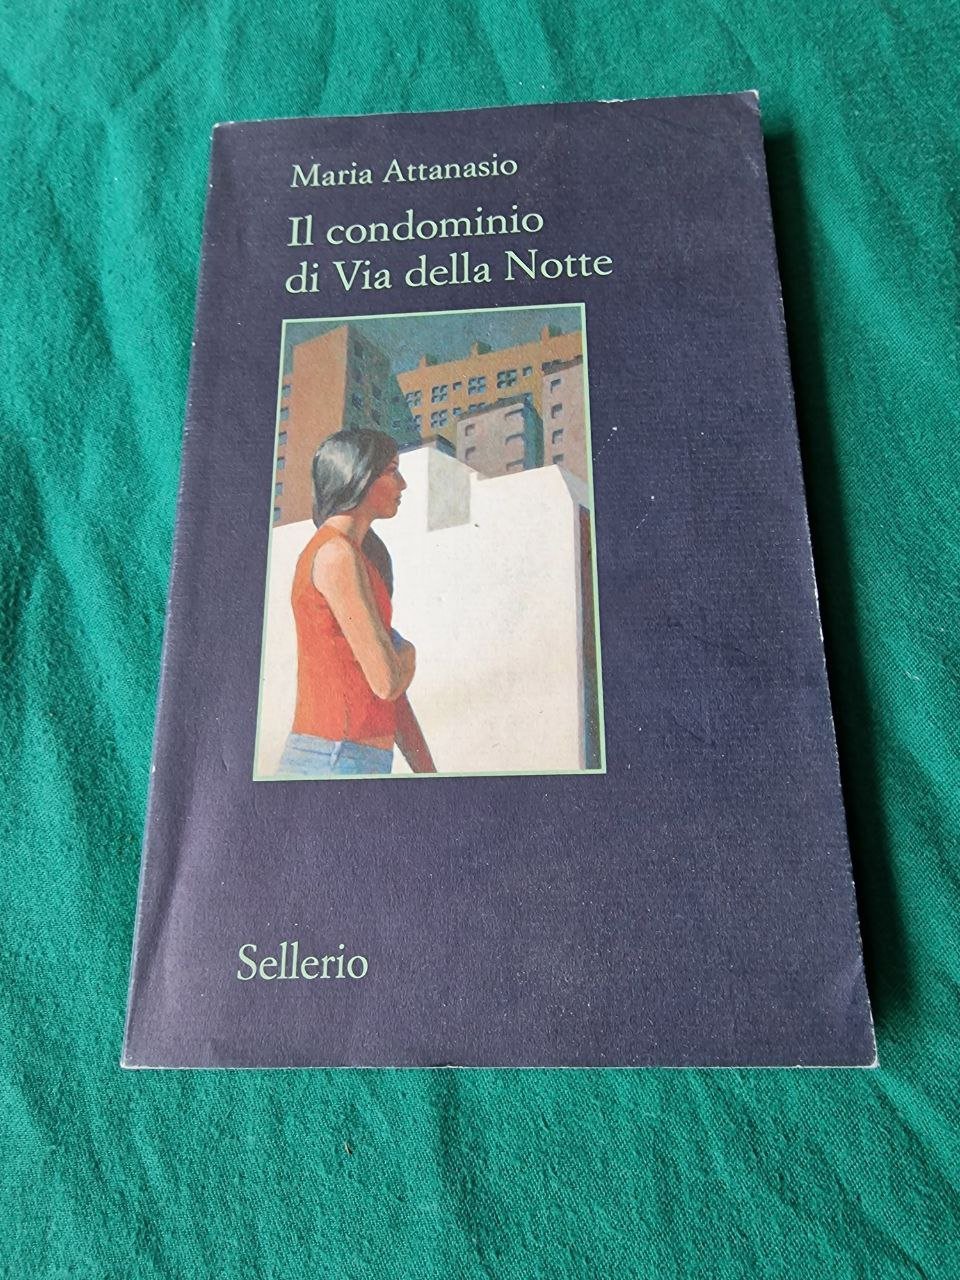 Maria Attanasio
Il condominio
di Via della Notte
Sellerio